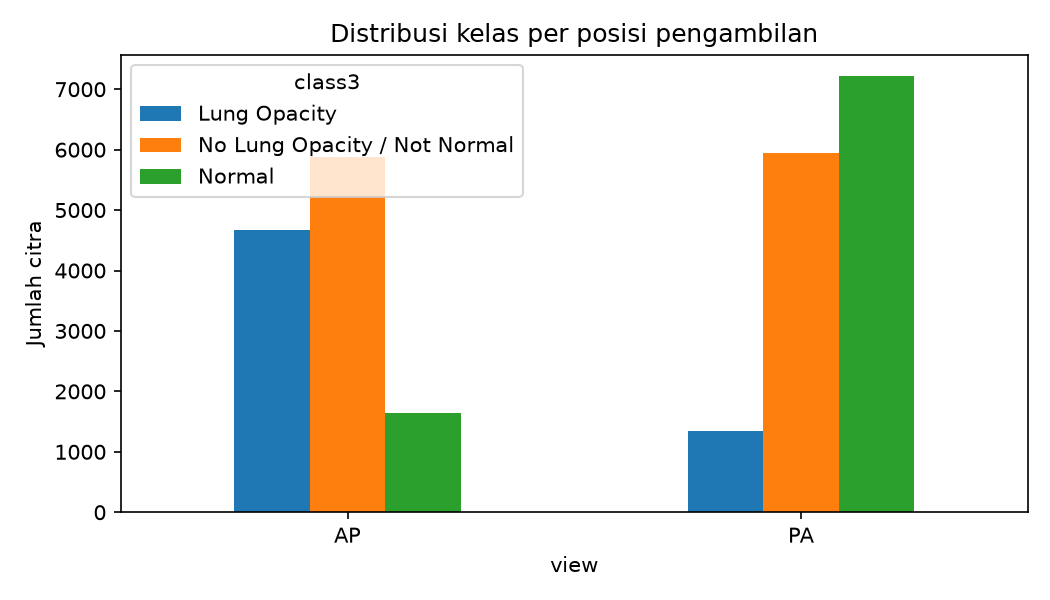 Distribusi kelas per posisi pengambilan
class3
Lung Opacity
No Lung Opacity / Not Normal
Normal
Jumlah citra
7000
6000
5000
4000
3000
2000
1000
0
AP
PA
view